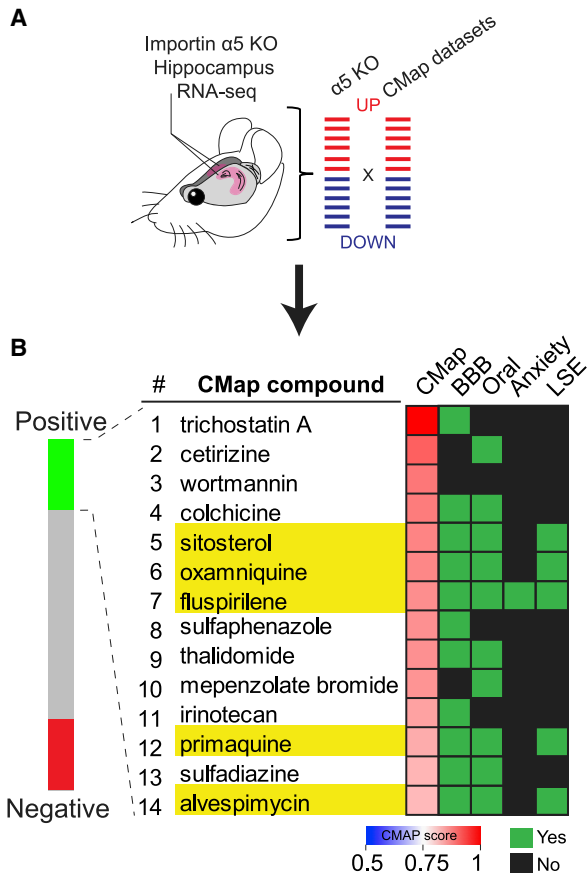 A
Importin α5 KO
Hippocampus
RNA-seq
α5 KO
CMap datasets
UP
X
DOWN
B
# CMap compound
CMap BBB Oral Anxiety LSE
Positive
1 trichostatin A
2 cetirizine
3 wortmannin
4 colchicine
5 sitosterol
6 oxamniquine
7 fluspirilene
8 sulfaphenazole
9 thalidomide
10 mepenzolate bromide
11 irinotecan
12 primaquine
13 sulfadiazine
14 alvespimycin
Negative
CMAP score
0.5 0.75 1
Yes
No